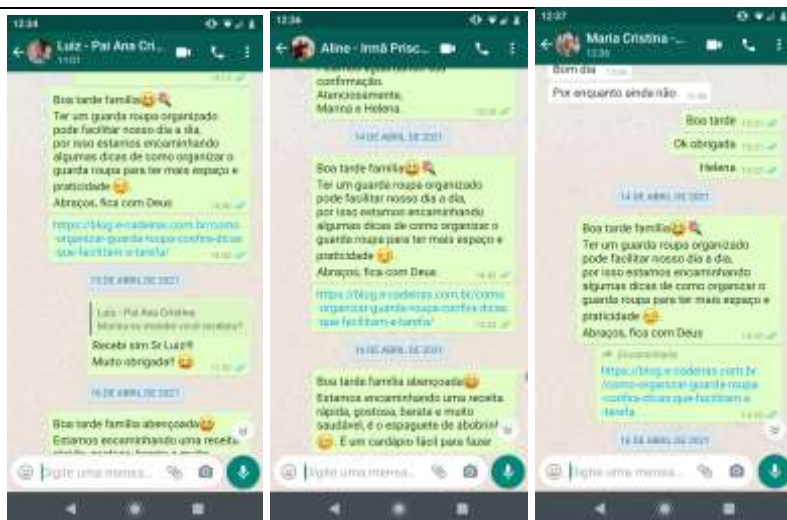 12:34
Luiz - Pai Ana Cri...
11:01
Boa tarde família
Ter um guarda roupa organizado
pode facilitar nosso dia a dia,
por isso estamos encaminhando
algumas dicas de como organizar o
guarda roupa para ter mais espaço e
praticidade
Abraços, fica com Deus
https://blog.e-cadeiras.com.br/como
-organizar-guarda-roupa-confira-dicas
-que-facilitam-a-tarefa/
15 DE ABRIL DE 2021
Luiz - Pai Ana Cristina
Recebi sim Sr Luiz!!
Muito obrigada!!
16 DE ABRIL DE 2021
Boa tarde família abençoada
Estamos encaminhando uma receita
Digite uma mensa...
12:36
Aline - Irmã Prisc...
confirmação.
Atenciosamente,
Marina e Helena.
14 DE ABRIL DE 2021
Boa tarde família
Ter um guarda roupa organizado
pode facilitar nosso dia a dia,
por isso estamos encaminhando
algumas dicas de como organizar o
guarda roupa para ter mais espaço e
praticidade
Abraços, fica com Deus
https://blog.e-cadeiras.com.br/como
-organizar-guarda-roupa-confira-dicas
-que-facilitam-a-tarefa/
16 DE ABRIL DE 2021
Boa tarde família abençoada
Estamos encaminhando uma receita
rápida, gostosa, barata e muito
saudável, é o espaguete de abobrinh
. É um cardápio fácil para fazer
Digite uma mensa...
12:37
Maria Cristina -...
12:26
Bom dia
Por enquanto ainda não
Boa tarde
Ok obrigada
Helena
14 DE ABRIL DE 2021
Boa tarde família
Ter um guarda roupa organizado
pode facilitar nosso dia a dia,
por isso estamos encaminhando
algumas dicas de como organizar o
guarda roupa para ter mais espaço e
praticidade
Abraços, fica com Deus
Encaminhada
https://blog.e-cadeiras.com.br
/como-organizar-guarda-roupa
-confira-dicas-que-facilitam-a
-tarefa
16 DE ABRIL DE 2021
Digite uma mensa...